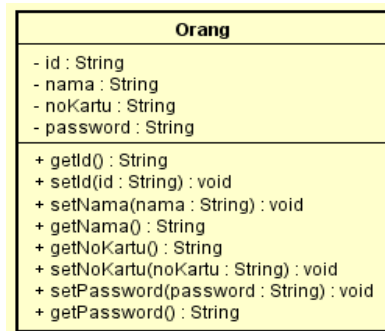 Orang
- id : String
- nama : String
- noKartu : String
- password : String
+ getId() : String
+ setId(id : String) : void
+ setNama(nama : String) : void
+ getNama() : String
+ getNoKartu() : String
+ setNoKartu(noKartu : String) : void
+ setPassword(password : String) : void
+ getPassword() : String